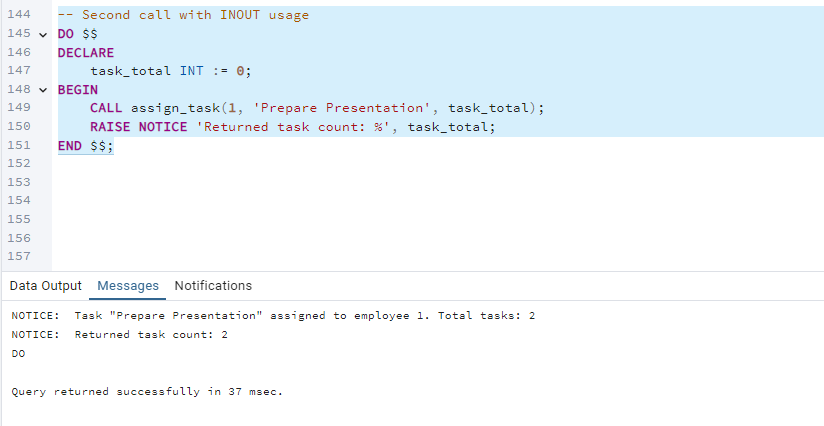 144 -- Second call with INOUT usage
145 DO $$
146 DECLARE
147     task_total INT := 0;
148 BEGIN
149     CALL assign_task(1, 'Prepare Presentation', task_total);
150     RAISE NOTICE 'Returned task count: %', task_total;
151 END $$;
152
153
154
155
156
157
Data Output Messages Notifications
NOTICE:  Task "Prepare Presentation" assigned to employee 1. Total tasks: 2
NOTICE:  Returned task count: 2
DO
Query returned successfully in 37 msec.